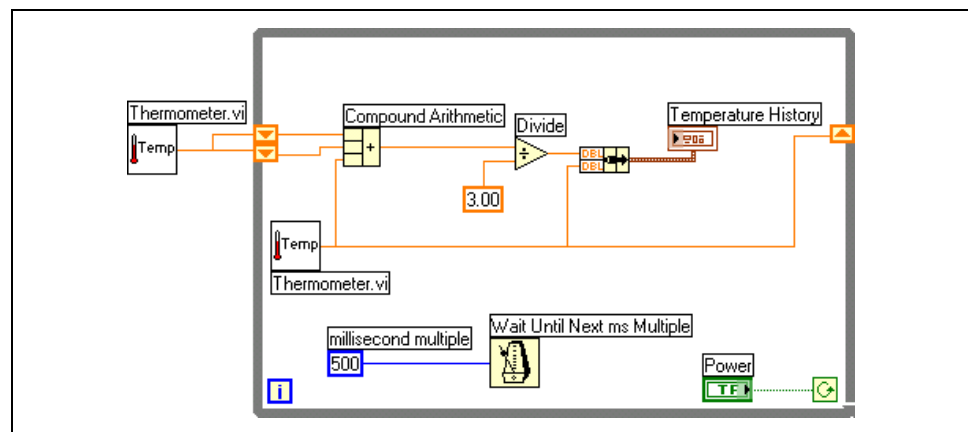 Thermometer.vi
Temp
Compound Arithmetic
+
Divide
÷
3.00
DBL
DBL
Temperature History
Temp
Thermometer.vi
millisecond multiple
500
Wait Until Next ms Multiple
Power
TF
i